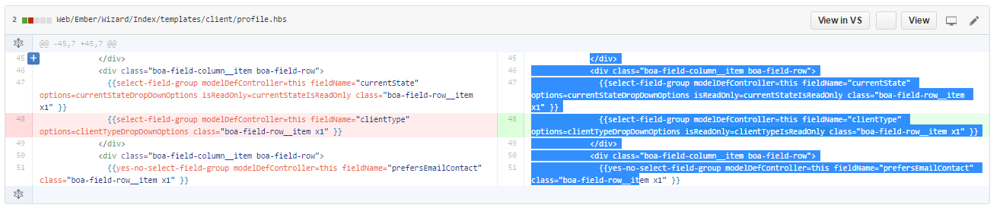 2 Web/Ember/Wizard/Index/templates/client/profile.hbs View in VS View
@@ -45,7 +45,7 @@
45 + </div>
46 <div class="boa-field-column__item boa-field-row">
47 {{select-field-group modelDefController=this fieldName="currentState"
options=currentStateDropDownOptions isReadOnly=currentStateIsReadOnly class="boa-field-row__item
x1" }}
48 {{select-field-group modelDefController=this fieldName="clientType"
options=clientTypeDropDownOptions class="boa-field-row__item x1" }}
49 </div>
50 <div class="boa-field-column__item boa-field-row">
51 {{yes-no-select-field-group modelDefController=this fieldName="prefersEmailContact"
class="boa-field-row__item x1" }}
45 </div>
46 <div class="boa-field-column__item boa-field-row">
47 {{select-field-group modelDefController=this fieldName="currentState"
options=currentStateDropDownOptions isReadOnly=currentStateIsReadOnly class="boa-field-row__item
x1" }}
48 {{select-field-group modelDefController=this fieldName="clientType"
options=clientTypeDropDownOptions isReadOnly=clientTypeIsReadOnly class="boa-field-row__item x1" }}
49 </div>
50 <div class="boa-field-column__item boa-field-row">
51 {{yes-no-select-field-group modelDefController=this fieldName="prefersEmailContact"
class="boa-field-row__item x1" }}